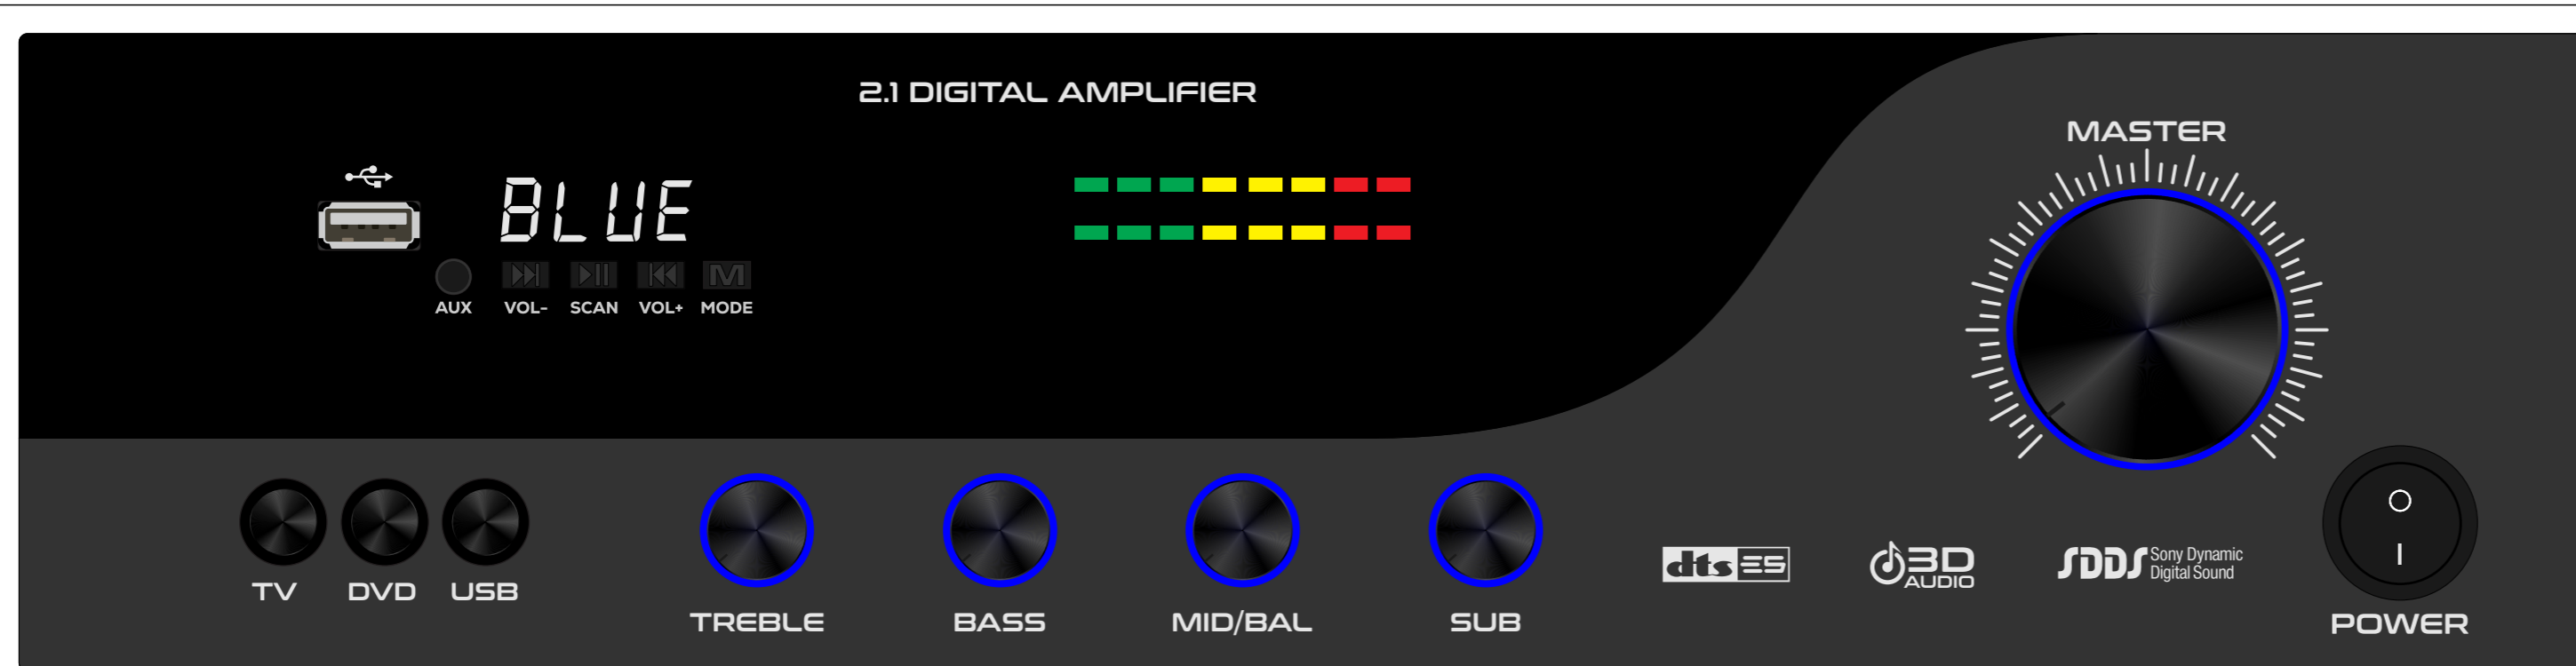 2.1 DIGITAL AMPLIFIER
MASTER
BLUE
M
AUX VOL- SCAN VOL+ MODE
TV DVD USB
TREBLE BASS MID/BAL SUB
dts ES
3D
AUDIO
SDDS Sony Dynamic
Digital Sound
O
I
POWER